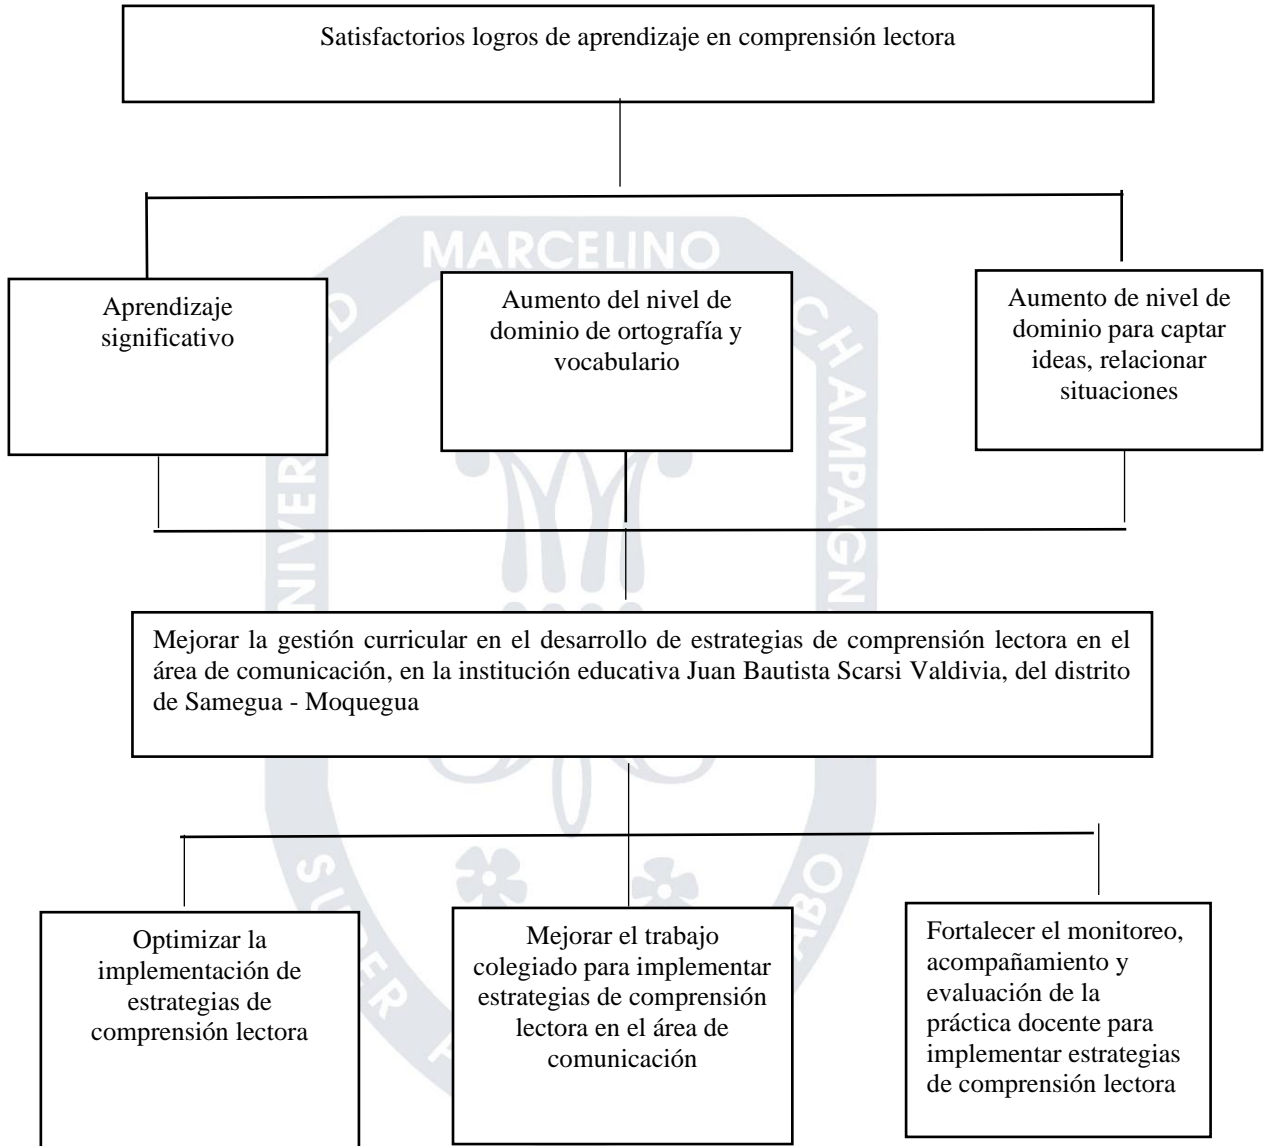 Satisfactorios logros de aprendizaje en comprensión lectora
MARCELINO
CHAMPAGN
NIVER
D
Aprendizaje
significativo
Aumento del nivel de
dominio de ortografía y
vocabulario
Aumento de nivel de
dominio para captar
ideas, relacionar
situaciones
Mejorar la gestión curricular en el desarrollo de estrategias de comprensión lectora en el
área de comunicación, en la institución educativa Juan Bautista Scarsi Valdivia, del distrito
de Samegua - Moquegua
Optimizar la
implementación de
estrategias de
comprensión lectora
Mejorar el trabajo
colegiado para implementar
estrategias de comprensión
lectora en el área de
comunicación
Fortalecer el monitoreo,
acompañamiento y
evaluación de la
práctica docente para
implementar estrategias
de comprensión lectora